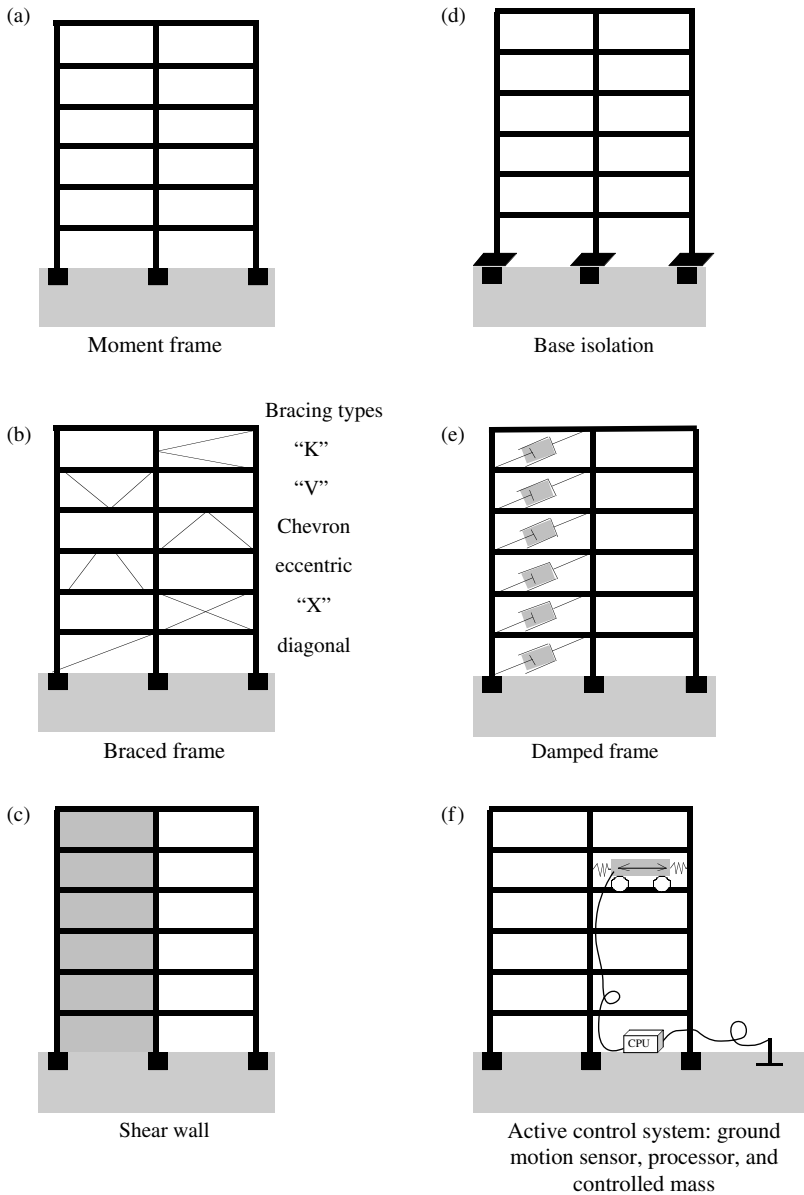 (a)
Moment frame
(b)
Bracing types
“K”
“V”
Chevron
eccentric
“X”
diagonal
Braced frame
(c)
Shear wall
(d)
Base isolation
(e)
Damped frame
(f)
CPU
Active control system: ground
motion sensor, processor, and
controlled mass